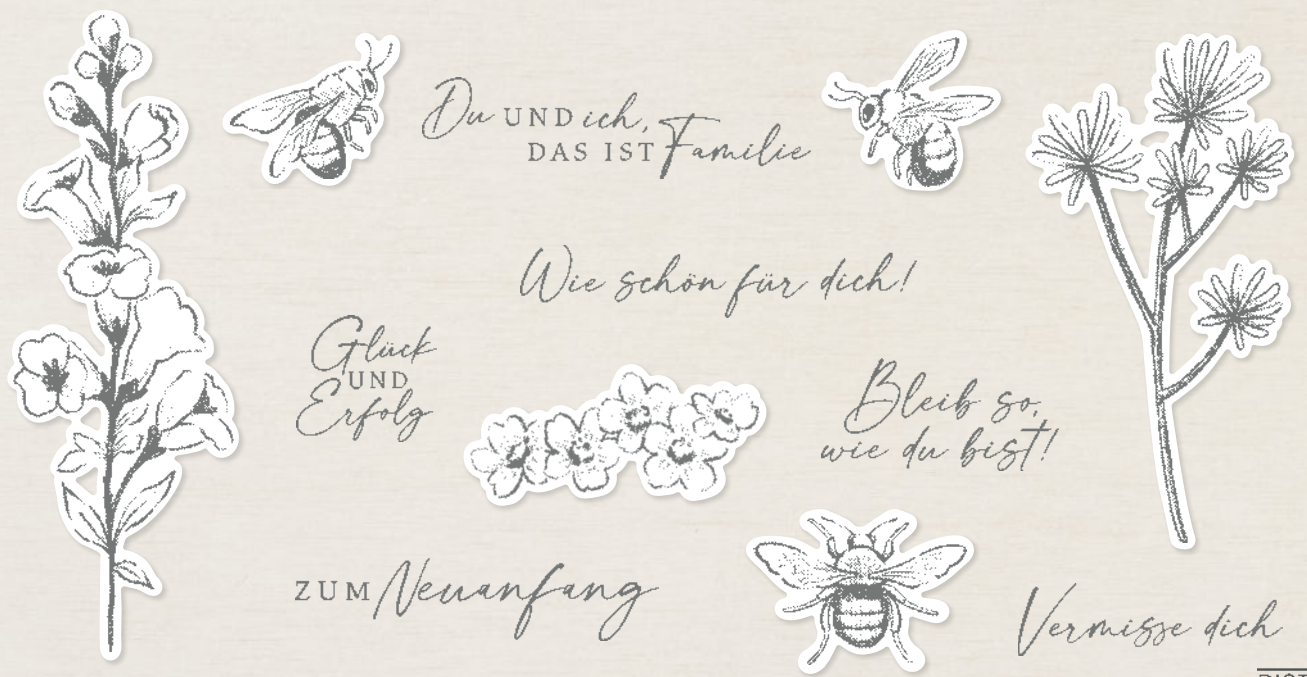 Du UND ich,
DAS IST Familie
Wie schön für dich!
Glück
UND
Erfolg
Bleib so,
wie du bist!
ZUM Neuanfang
Vermisse dich